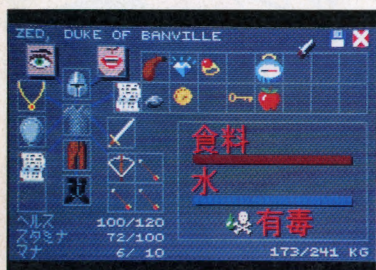 ZED, DUKE OF BANVILLE
食料
水
有毒
ヘルス 100/120
スタミナ 72/100
マナ 6/ 10
173/241 KG